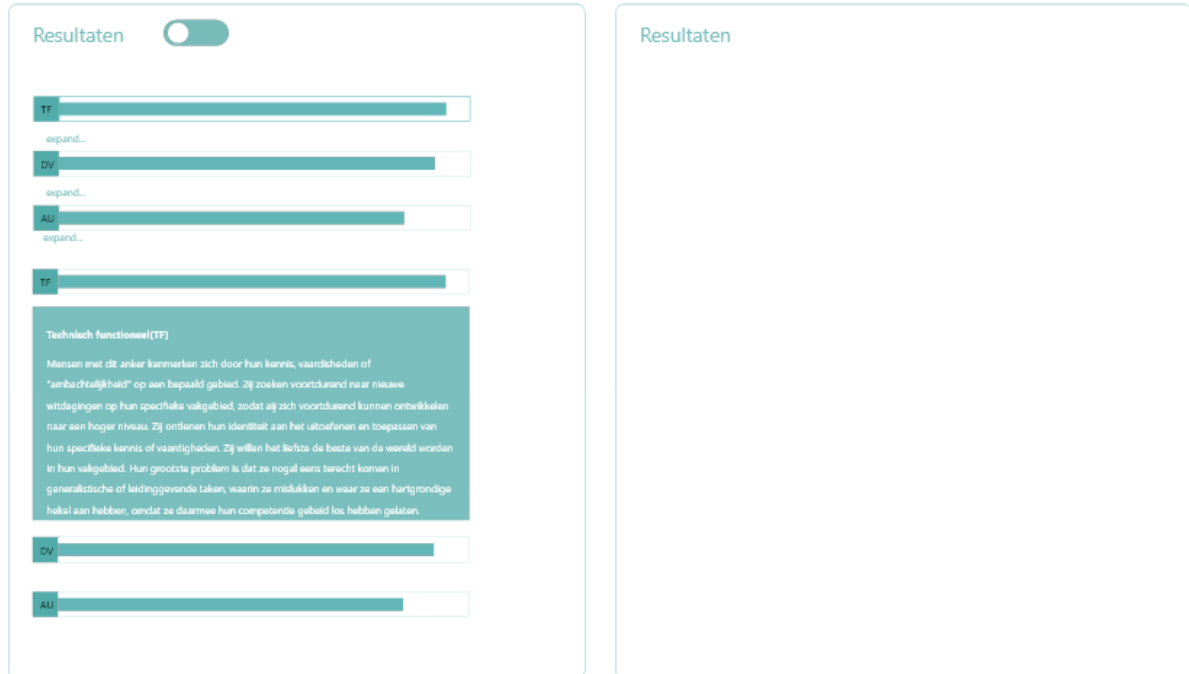 Resultaten
TF
expand...
DV
expand...
AU
expand...
TF
Technisch functioneel(TF)
Mensen met dit anker kenmerken zich door hun kennis, vaardisheden of
"ambachtelijkheid" op een bepaald gebied. Zij zoeken voortdurend naar nieuwe
witdagingen op hun specifieke vakgebied, zodat aij zich voortdurend kunnen ontwikkelen
naar een hoger niveau. Zij ontlenen hun identiteit aan het uitoefenen en toepassen van
hun specifieke kennis of vaardigheden. Zij willen het liefste de beste van de wereld worden
in hun vakgebied. Hun grootste probleem is dat ze nogal eens terecht komen in
generalistische of leidinggevende taken, waarin ze mislukken en waar ze een hartgrondige
hekel aan hebben, omdat ze daarmee hun competentie gebeid los hebben gelaten.
DV
AU
Resultaten